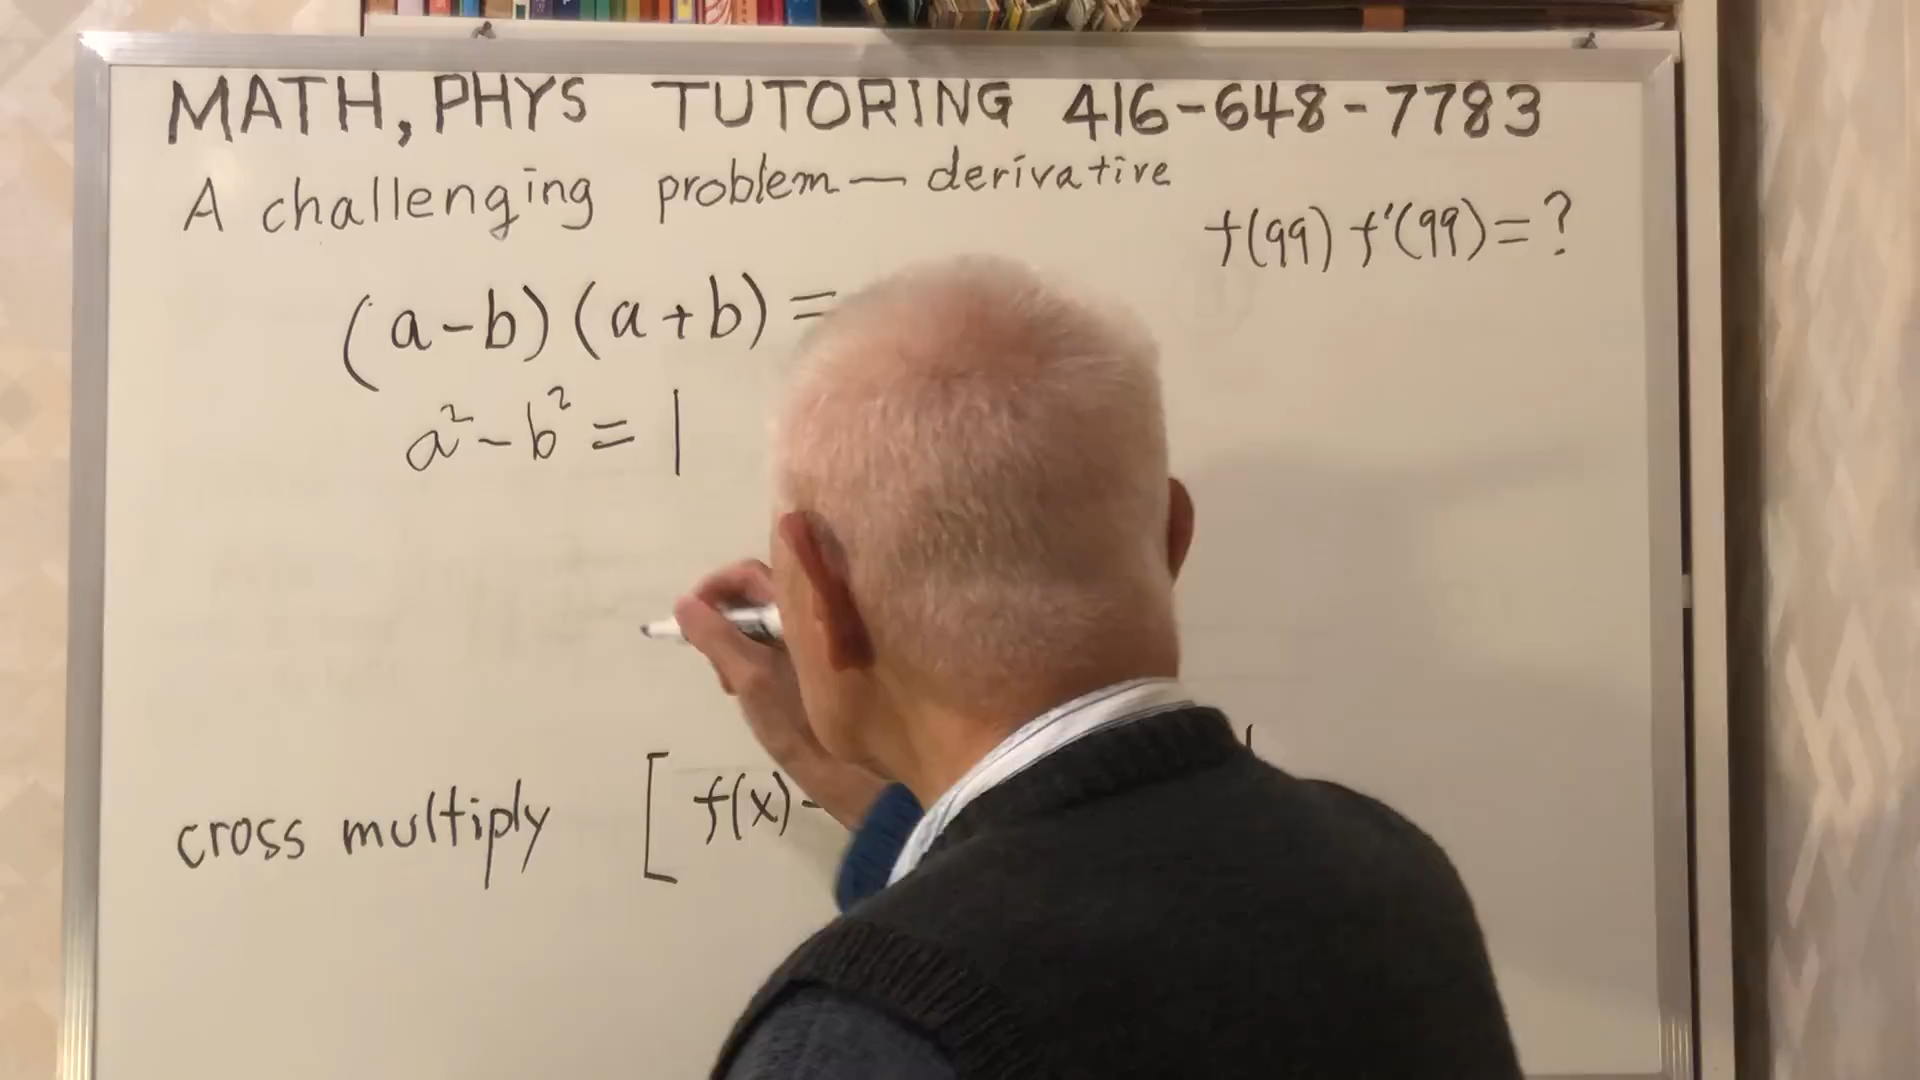 MATH, PHYS TUTORING 416-648-7783
A challenging problem — derivative
f(99) f'(99) = ?
(a-b)(a+b) =
a² - b² = 1
cross multiply [ f(x) -